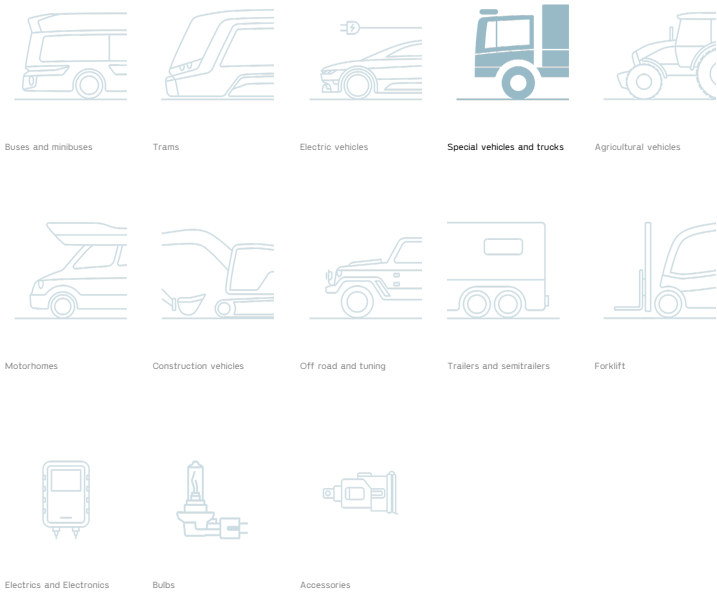 Buses and minibuses
Trams
Electric vehicles
Special vehicles and trucks
Agricultural vehicles
Motorhomes
Construction vehicles
Off road and tuning
Trailers and semitrailers
Forklift
Electrics and Electronics
Bulbs
Accessories